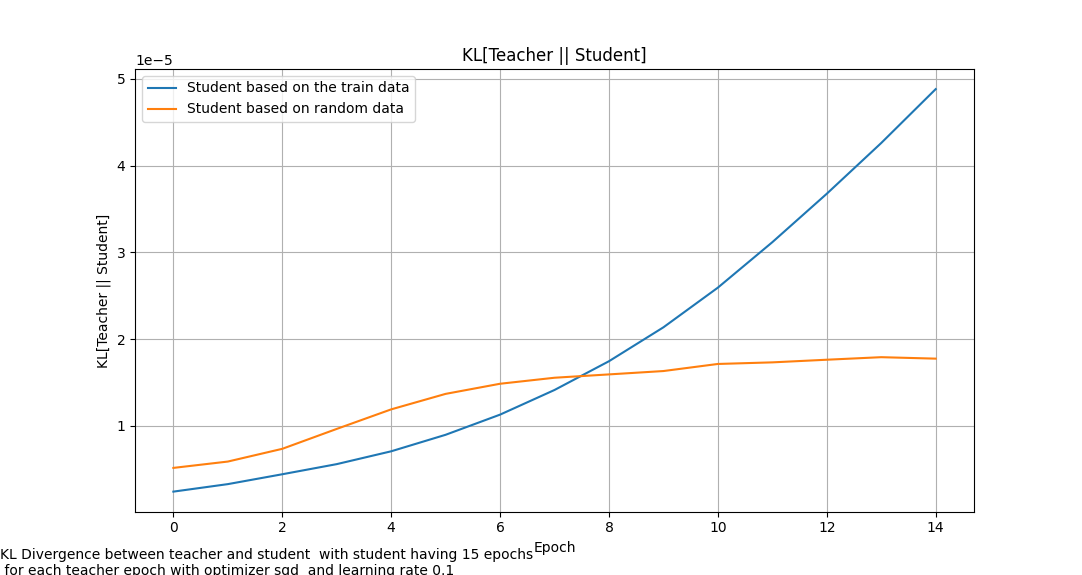 KL[Teacher || Student]
1e−5
5
4
3
2
1
KL[Teacher || Student]
Student based on the train data
Student based on random data
0 2 4 6 8 10 12 14
Epoch
KL Divergence between teacher and student  with student having 15 epochs
for each teacher epoch with optimizer sgd  and learning rate 0.1